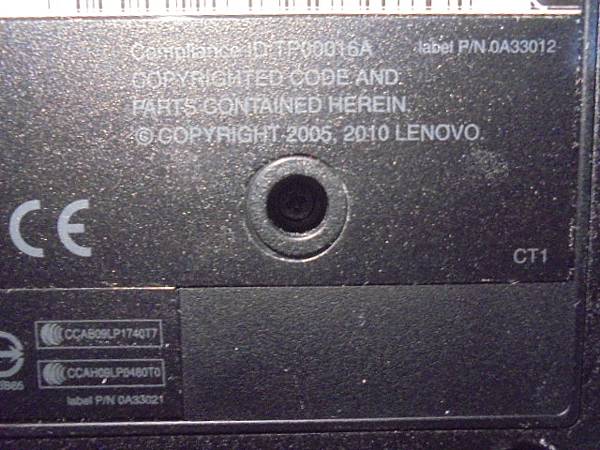 Compliance ID TP00016A
label P/N 0A33012
COPYRIGHTED CODE AND
PARTS CONTAINED HEREIN.
© COPYRIGHT 2005, 2010 LENOVO.
CE
CT1
CCAB09LP1740T7
CCAH09LP0480T0
label P/N 0A33021